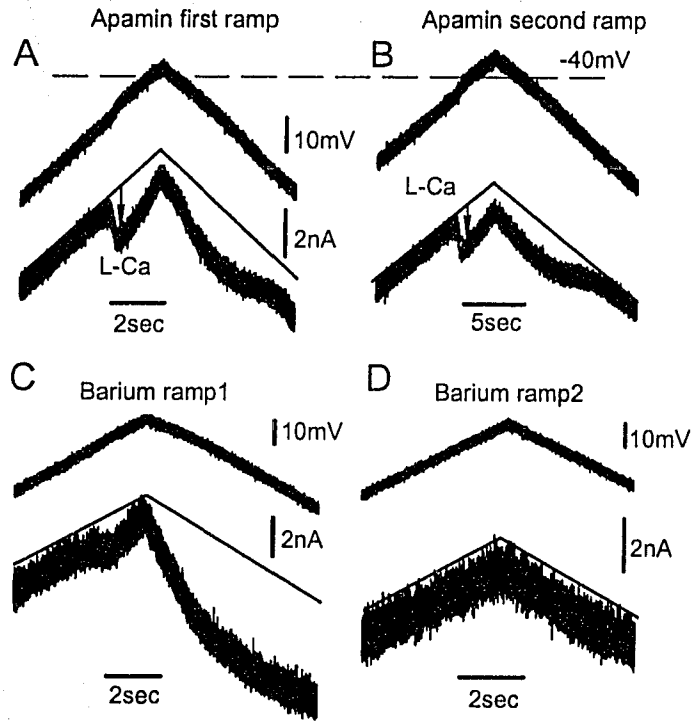 Apamin first ramp
Apamin second ramp
A
B
-40mV
10mV
L-Ca
2nA
L-Ca
2sec
5sec
C
D
Barium ramp1
Barium ramp2
10mV
10mV
2nA
2nA
2sec
2sec